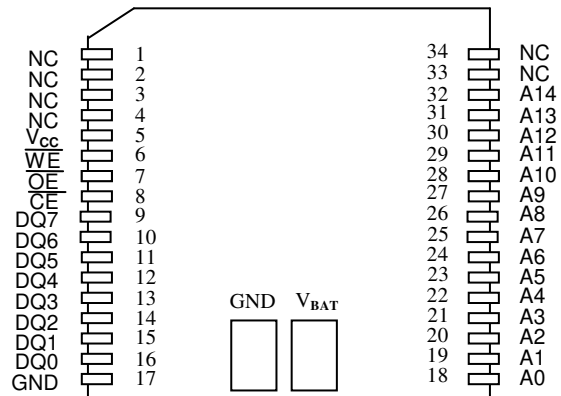 NC 1 34 NC
NC 2 33 NC
NC 3 32 A14
NC 4 31 A13
Vcc 5 30 A12
WE 6 29 A11
OE 7 28 A10
CE 8 27 A9
DQ7 9 26 A8
DQ6 10 25 A7
DQ5 11 24 A6
DQ4 12 23 A5
DQ3 13 22 A4
DQ2 14 21 A3
DQ1 15 20 A2
DQ0 16 19 A1
GND 17 18 A0
GND VBAT